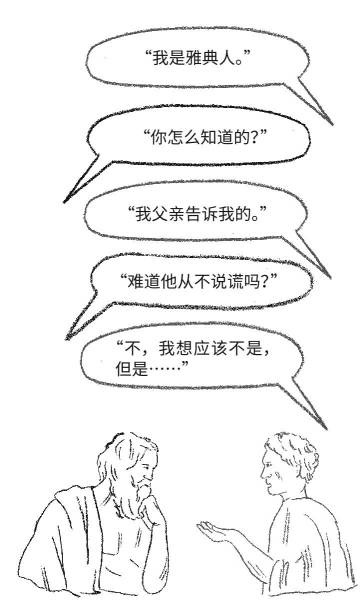 “我是雅典人。”
“你怎么知道的？”
“我父亲告诉我的。”
“难道他从不说谎吗？”
“不，我想应该不是，
但是……”